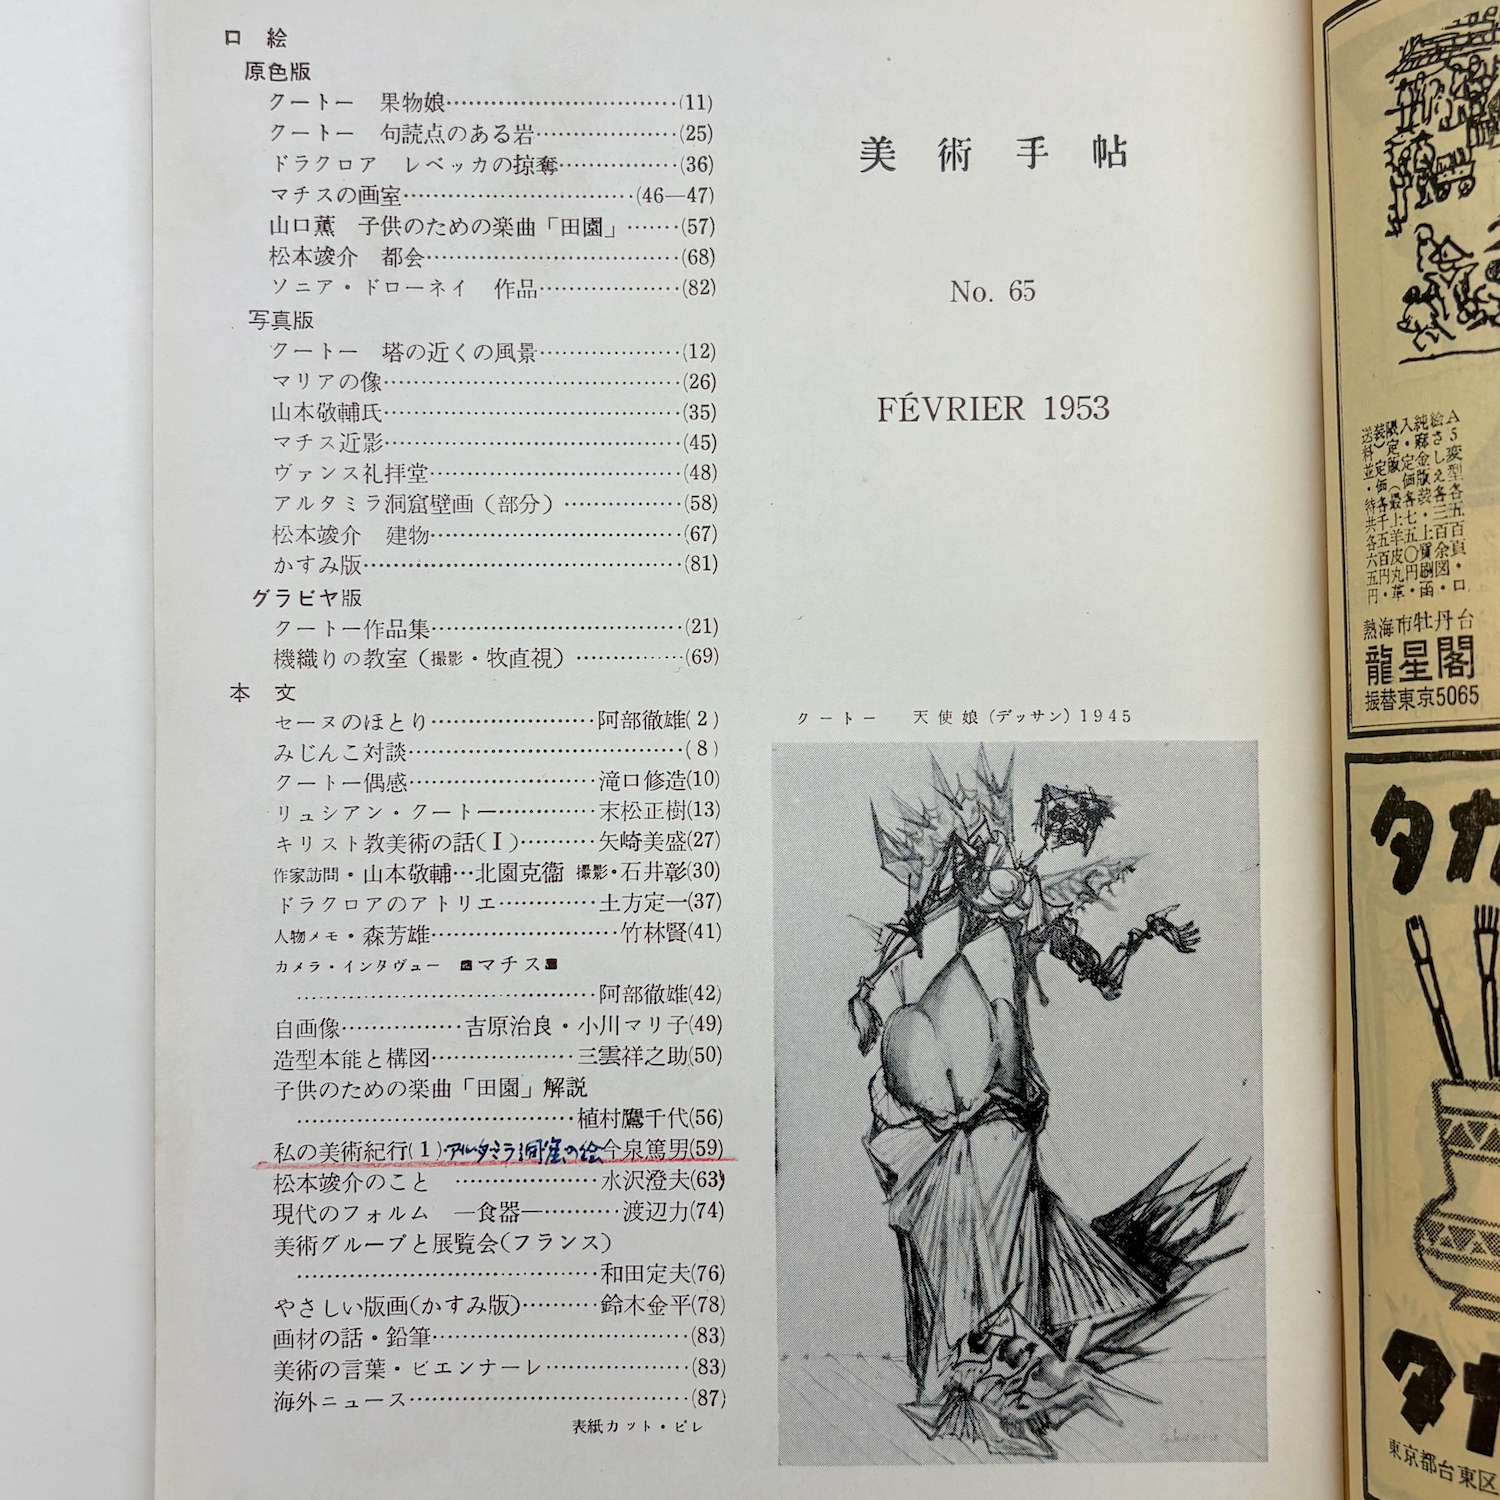 口　絵
原色版
クートー　果物娘……………………………(11)
クートー　句読点のある岩………………(25)
ドラクロア　レベッカの掠奪……………(36)
マチスの画室…………………………(46—47)
山口薫　子供のための楽曲「田園」……(57)
松本竣介　都会……………………………(68)
ソニア・ドローネイ　作品………………(82)
写真版
クートー　塔の近くの風景………………(12)
マリアの像…………………………………(26)
山本敬輔氏…………………………………(35)
マチス近影…………………………………(45)
ヴァンス礼拝堂……………………………(48)
アルタミラ洞窟壁画（部分）……………(58)
松本竣介　建物……………………………(67)
かすみ版……………………………………(81)
グラビヤ版
クートー作品集……………………………(21)
機織りの教室（撮影・牧直視）…………(69)
本　文
セーヌのほとり…………………阿部徹雄(2)
みじんこ対談………………………………(8)
クートー偶感……………………滝口修造(10)
リュシアン・クートー…………末松正樹(13)
キリスト教美術の話(Ⅰ)………矢崎美盛(27)
作家訪問・山本敬輔…北園克衞 撮影・石井彰(30)
ドラクロアのアトリエ…………土方定一(37)
人物メモ・森芳雄…………………竹林賢(41)
カメラ・インタヴュー　マチス
…………………………………阿部徹雄(42)
自画像……………吉原治良・小川マリ子(49)
造型本能と構図………………三雲祥之助(50)
子供のための楽曲「田園」解説
………………………………植村鷹千代(56)
私の美術紀行(1)・アルタミラ洞窟の絵 今泉篤男(59)
松本竣介のこと　………………水沢澄夫(63)
現代のフォルム　—食器—………渡辺力(74)
美術グループと展覧会(フランス)
…………………………………和田定夫(76)
やさしい版画(かすみ版)………鈴木金平(78)
画材の話・鉛筆……………………………(83)
美術の言葉・ビエンナーレ………………(83)
海外ニュース………………………………(87)
表紙カット・ピレ
美術手帖
No. 65
FÉVRIER 1953
クートー　天使娘(デッサン)1945
熱海市牡丹台
龍星閣
振替東京5065
タカ
タカ
東京都台東区